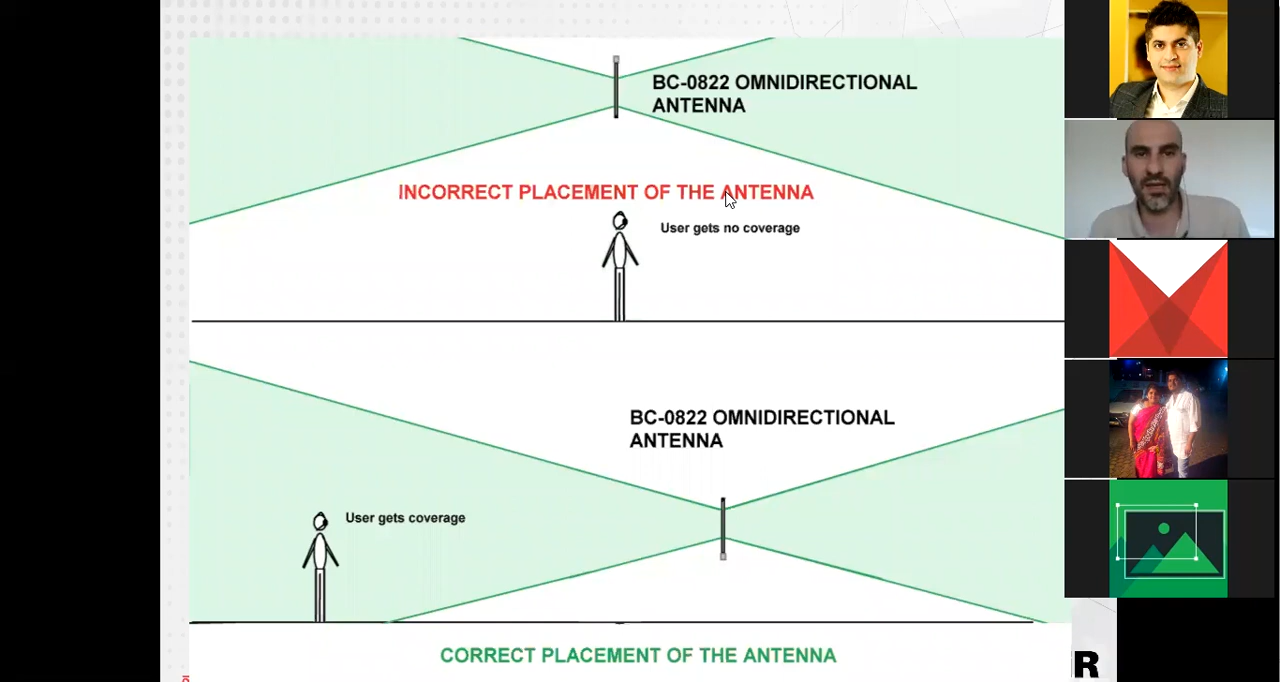 BC-0822 OMNIDIRECTIONAL
ANTENNA
INCORRECT PLACEMENT OF THE ANTENNA
User gets no coverage
BC-0822 OMNIDIRECTIONAL
ANTENNA
User gets coverage
CORRECT PLACEMENT OF THE ANTENNA
R